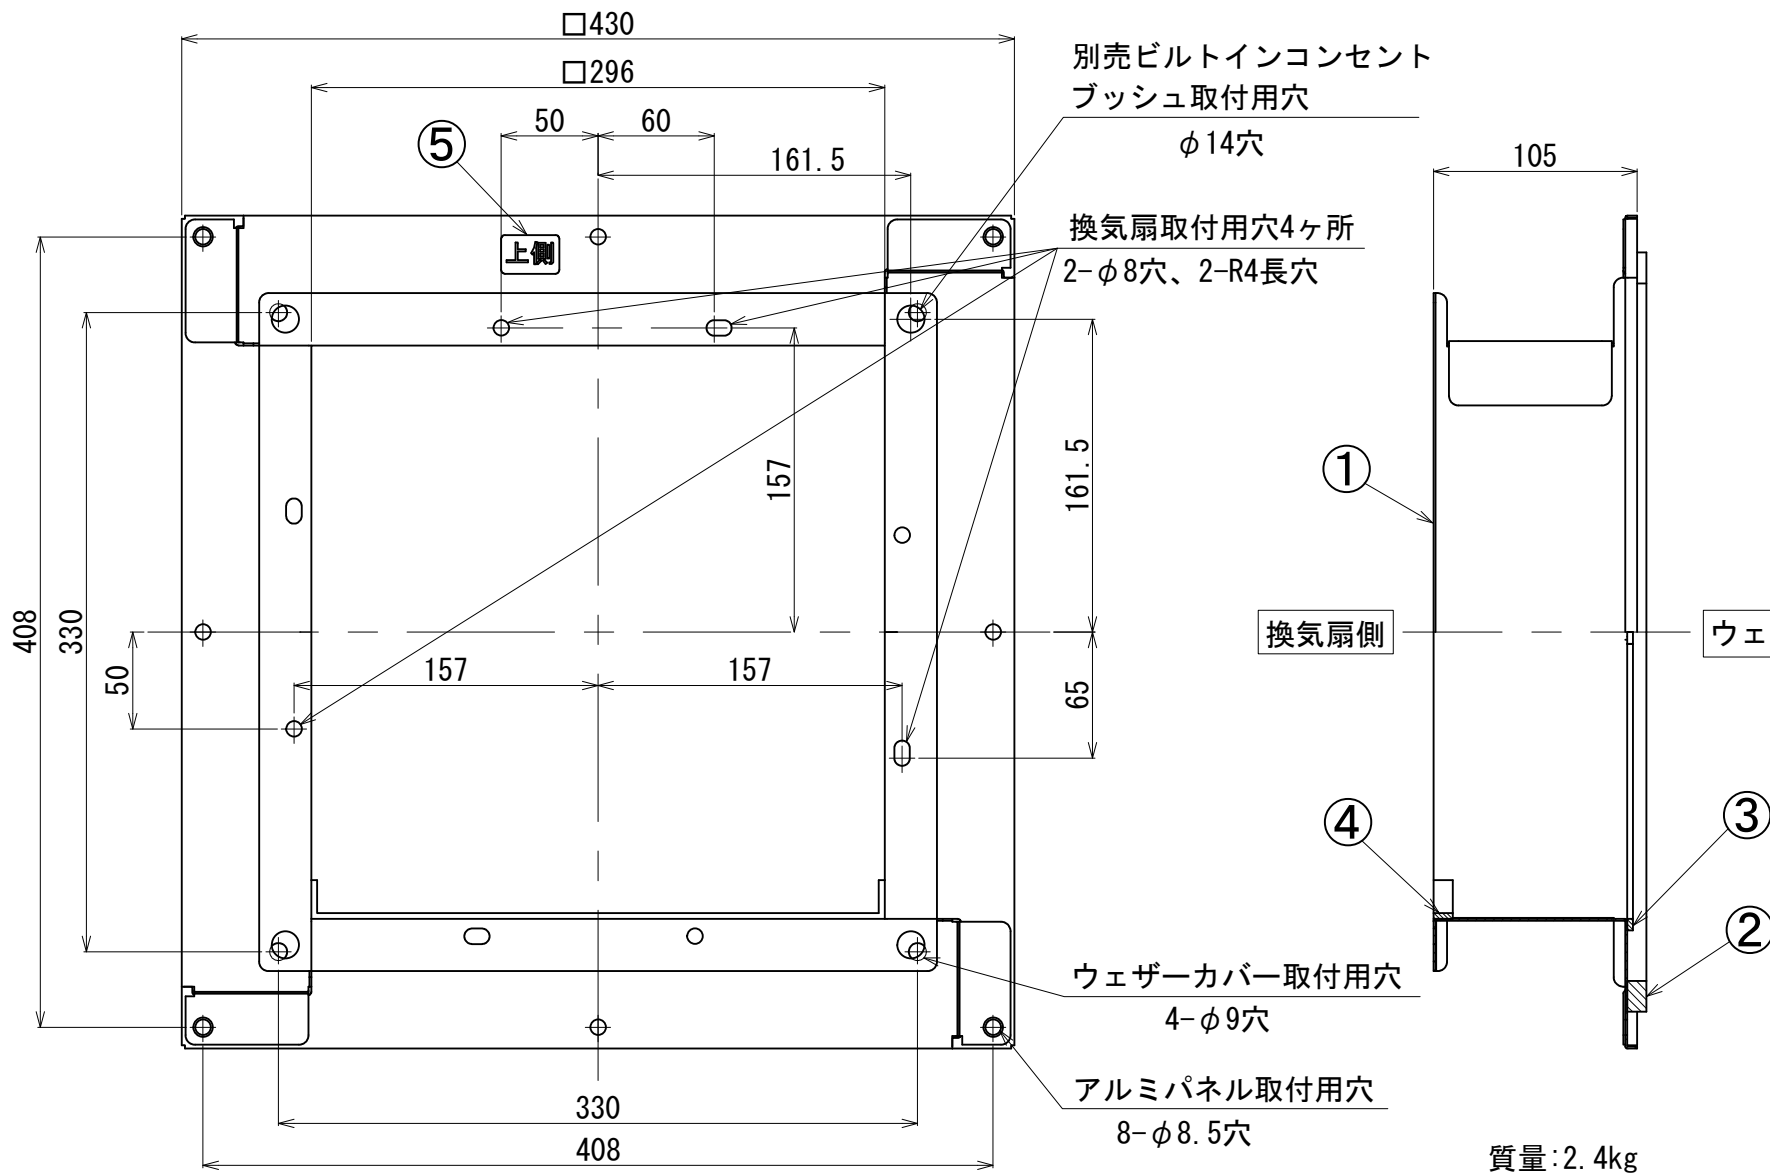 □430
□296
50
60
161.5
別売ビルトインコンセント
ブッシュ取付用穴
φ14穴
換気扇取付用穴4ヶ所
2-φ8穴、2-R4長穴
⑤
上側
105
408
330
50
157
157
157
161.5
65
①
換気扇側
ウェ
④
③
②
ウェザーカバー取付用穴
4-φ9穴
アルミパネル取付用穴
8-φ8.5穴
330
408
質量:2.4kg